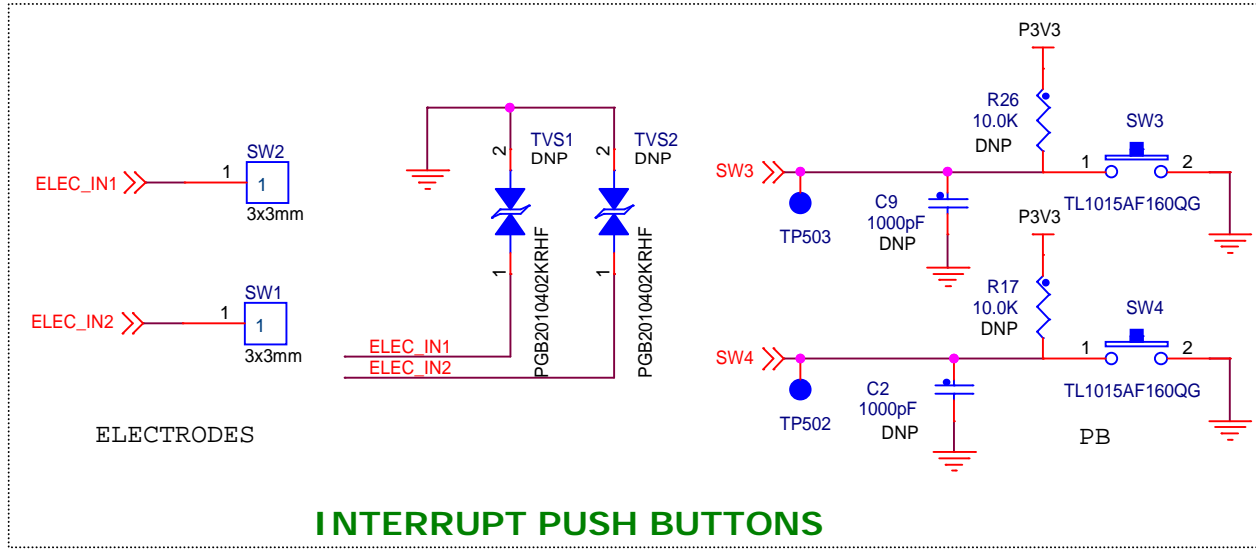 ELEC_IN1
1
SW2
1
3x3mm
ELEC_IN2
1
SW1
1
3x3mm
ELECTRODES
2
TVS1
DNP
1
PGB2010402KRHF
2
TVS2
DNP
1
PGB2010402KRHF
ELEC_IN1
ELEC_IN2
P3V3
R26
10.0K
DNP
SW3
TP503
C9
1000pF
DNP
SW3
1
2
TL1015AF160QG
P3V3
R17
10.0K
DNP
SW4
TP502
C2
1000pF
DNP
SW4
1
2
TL1015AF160QG
PB
INTERRUPT PUSH BUTTONS